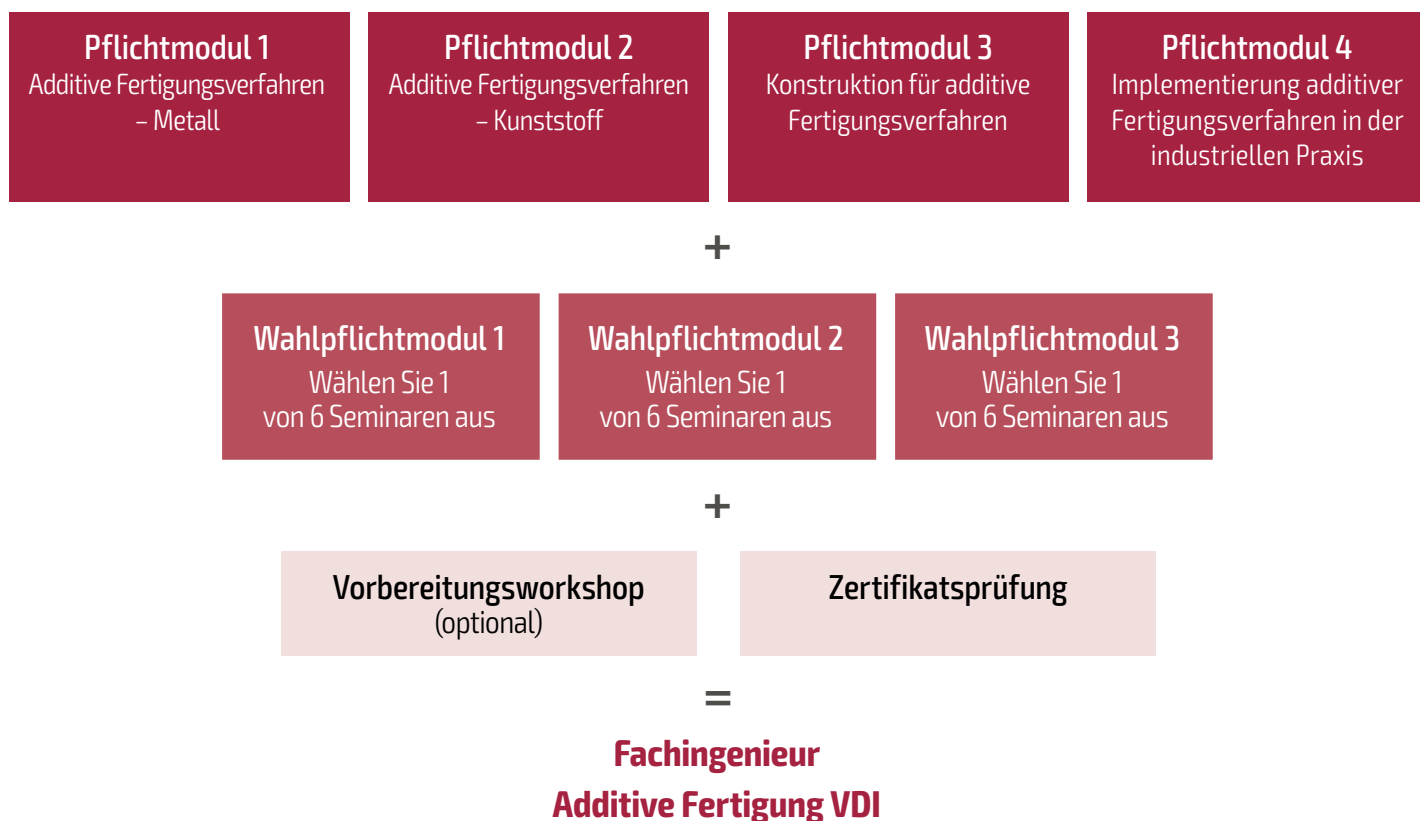 Pflichtmodul 1
Additive Fertigungsverfahren
– Metall
Pflichtmodul 2
Additive Fertigungsverfahren
– Kunststoff
Pflichtmodul 3
Konstruktion für additive
Fertigungsverfahren
Pflichtmodul 4
Implementierung additiver
Fertigungsverfahren in der
industriellen Praxis
+
Wahlpflichtmodul 1
Wählen Sie 1
von 6 Seminaren aus
Wahlpflichtmodul 2
Wählen Sie 1
von 6 Seminaren aus
Wahlpflichtmodul 3
Wählen Sie 1
von 6 Seminaren aus
+
Vorbereitungsworkshop
(optional)
Zertifikatsprüfung
=
Fachingenieur
Additive Fertigung VDI